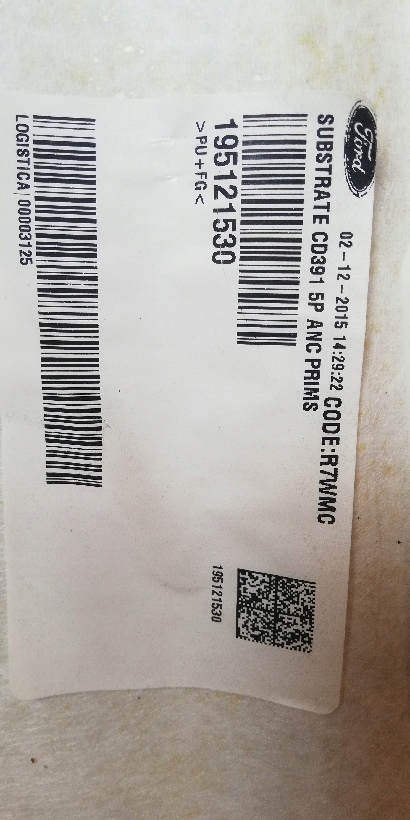 Ford
02-12-2015 14:29:22 CODE:R7WMC
SUBSTRATE CD391 5P ANC PRIMS
195121530
>PU+FG<
195121530
LOGISTICA 00003125